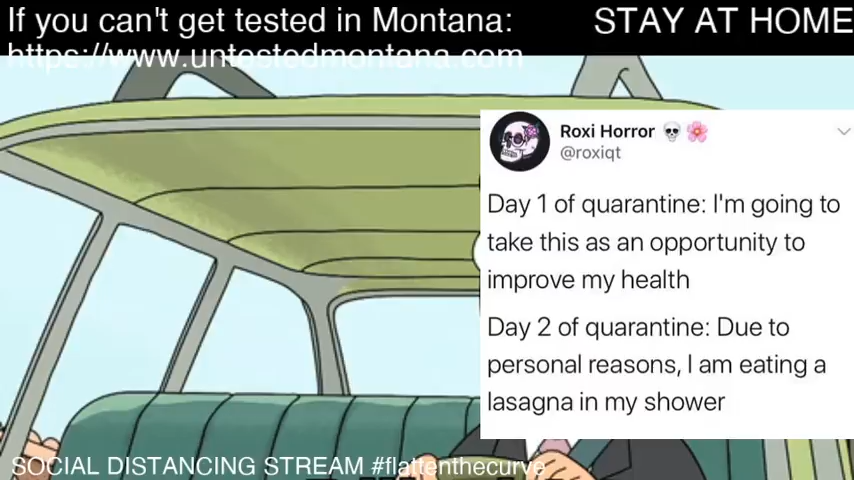 If you can't get tested in Montana:
STAY AT HOME
https://www.untestedmontana.com
Roxi Horror
@roxiqt
Day 1 of quarantine: I'm going to
take this as an opportunity to
improve my health
Day 2 of quarantine: Due to
personal reasons, I am eating a
lasagna in my shower
SOCIAL DISTANCING STREAM #flattenthecurve